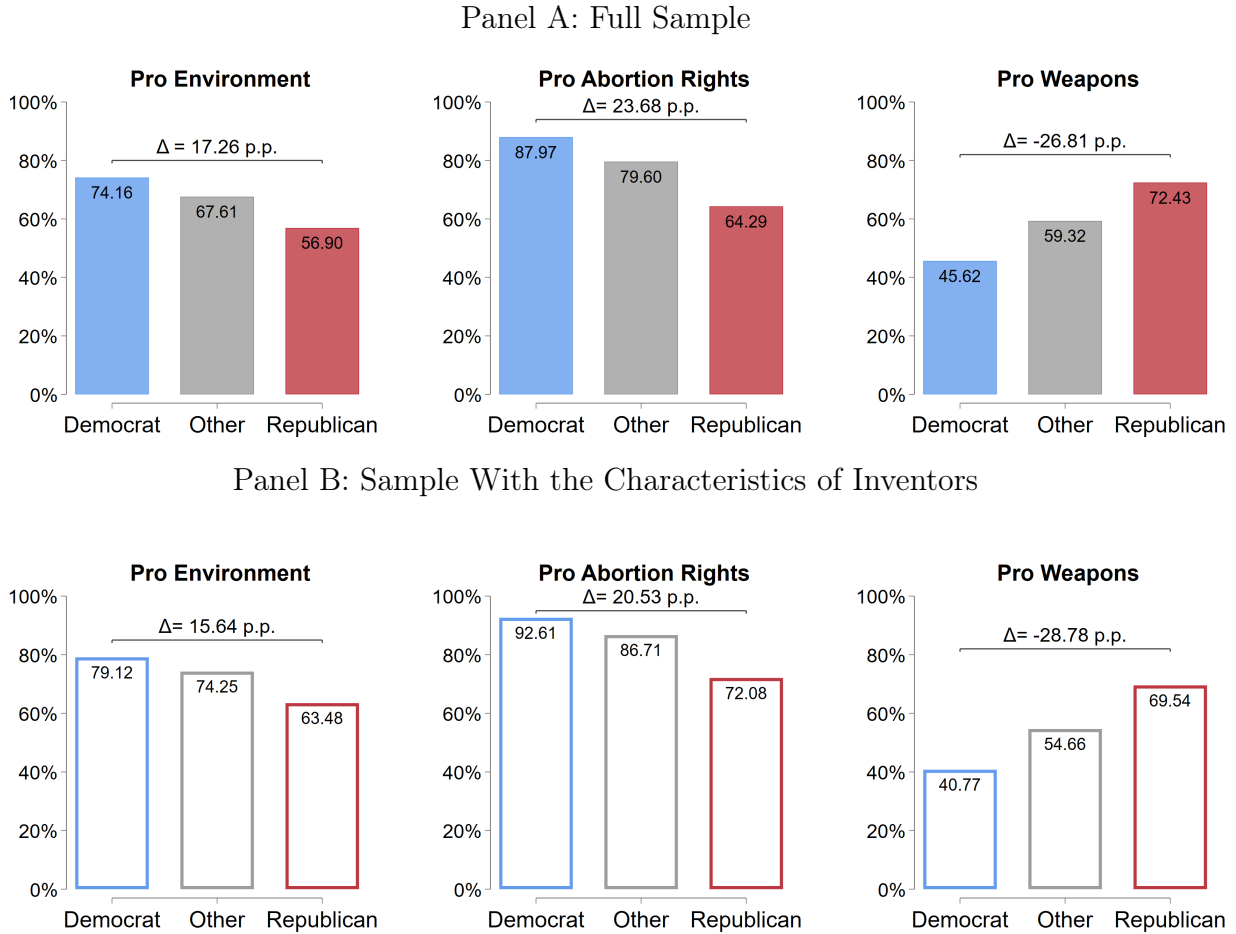 Panel A: Full Sample
Pro Environment
100%
80%
60%
40%
20%
0%
Δ = 17.26 p.p.
74.16
67.61
56.90
Democrat Other Republican
Pro Abortion Rights
100%
80%
60%
40%
20%
0%
Δ= 23.68 p.p.
87.97
79.60
64.29
Democrat Other Republican
Pro Weapons
100%
80%
60%
40%
20%
0%
Δ= -26.81 p.p.
45.62
59.32
72.43
Democrat Other Republican
Panel B: Sample With the Characteristics of Inventors
Pro Environment
100%
80%
60%
40%
20%
0%
Δ= 15.64 p.p.
79.12
74.25
63.48
Democrat Other Republican
Pro Abortion Rights
100%
80%
60%
40%
20%
0%
Δ= 20.53 p.p.
92.61
86.71
72.08
Democrat Other Republican
Pro Weapons
100%
80%
60%
40%
20%
0%
Δ= -28.78 p.p.
40.77
54.66
69.54
Democrat Other Republican